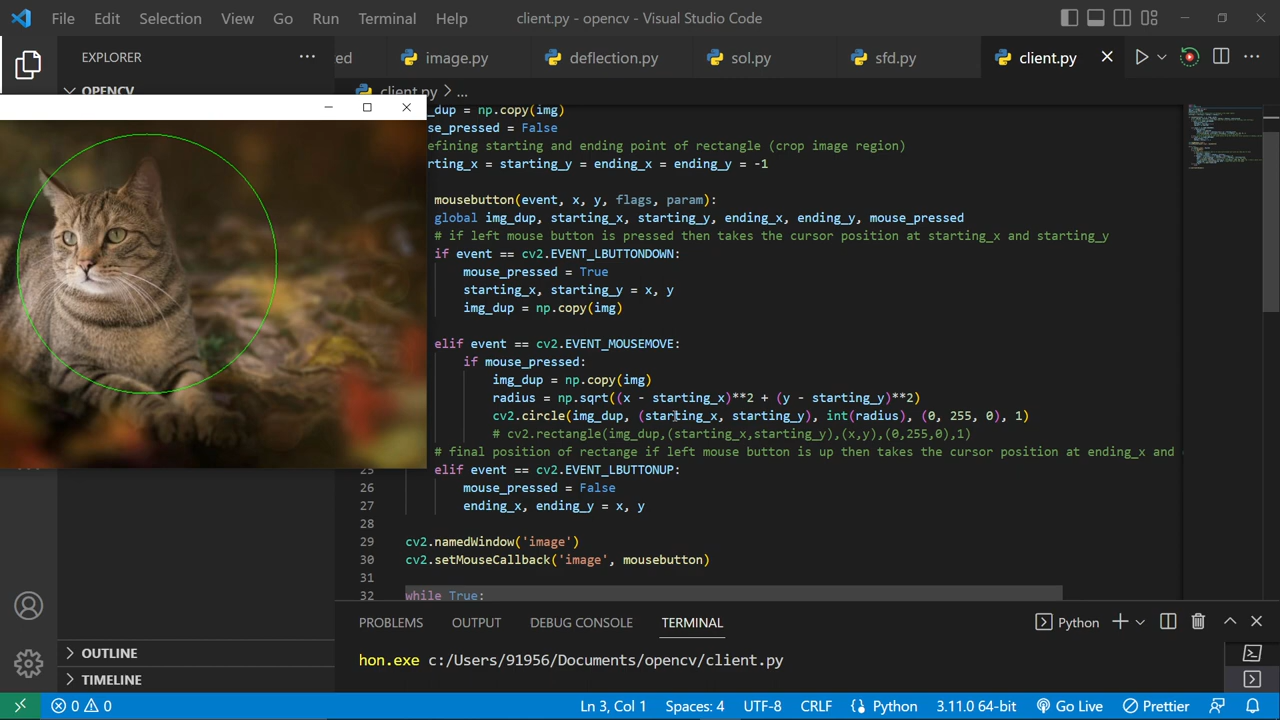 File Edit Selection View Go Run Terminal Help client.py - opencv - Visual Studio Code
EXPLORER
OPENCV
ed image.py deflection.py sol.py sfd.py client.py
client.py > ...
_dup = np.copy(img)
se_pressed = False
efining starting and ending point of rectangle (crop image region)
rting_x = starting_y = ending_x = ending_y = -1
mousebutton(event, x, y, flags, param):
global img_dup, starting_x, starting_y, ending_x, ending_y, mouse_pressed
# if left mouse button is pressed then takes the cursor position at starting_x and starting_y
if event == cv2.EVENT_LBUTTONDOWN:
mouse_pressed = True
starting_x, starting_y = x, y
img_dup = np.copy(img)
elif event == cv2.EVENT_MOUSEMOVE:
if mouse_pressed:
img_dup = np.copy(img)
radius = np.sqrt((x - starting_x)**2 + (y - starting_y)**2)
cv2.circle(img_dup, (starting_x, starting_y), int(radius), (0, 255, 0), 1)
# cv2.rectangle(img_dup,(starting_x,starting_y),(x,y),(0,255,0),1)
# final position of rectange if left mouse button is up then takes the cursor position at ending_x and
25 elif event == cv2.EVENT_LBUTTONUP:
26 mouse_pressed = False
27 ending_x, ending_y = x, y
28
29 cv2.namedWindow('image')
30 cv2.setMouseCallback('image', mousebutton)
31
32 while True:
PROBLEMS OUTPUT DEBUG CONSOLE TERMINAL Python
hon.exe c:/Users/91956/Documents/opencv/client.py
OUTLINE
TIMELINE
0 0 Ln 3, Col 1 Spaces: 4 UTF-8 CRLF Python 3.11.0 64-bit Go Live Prettier